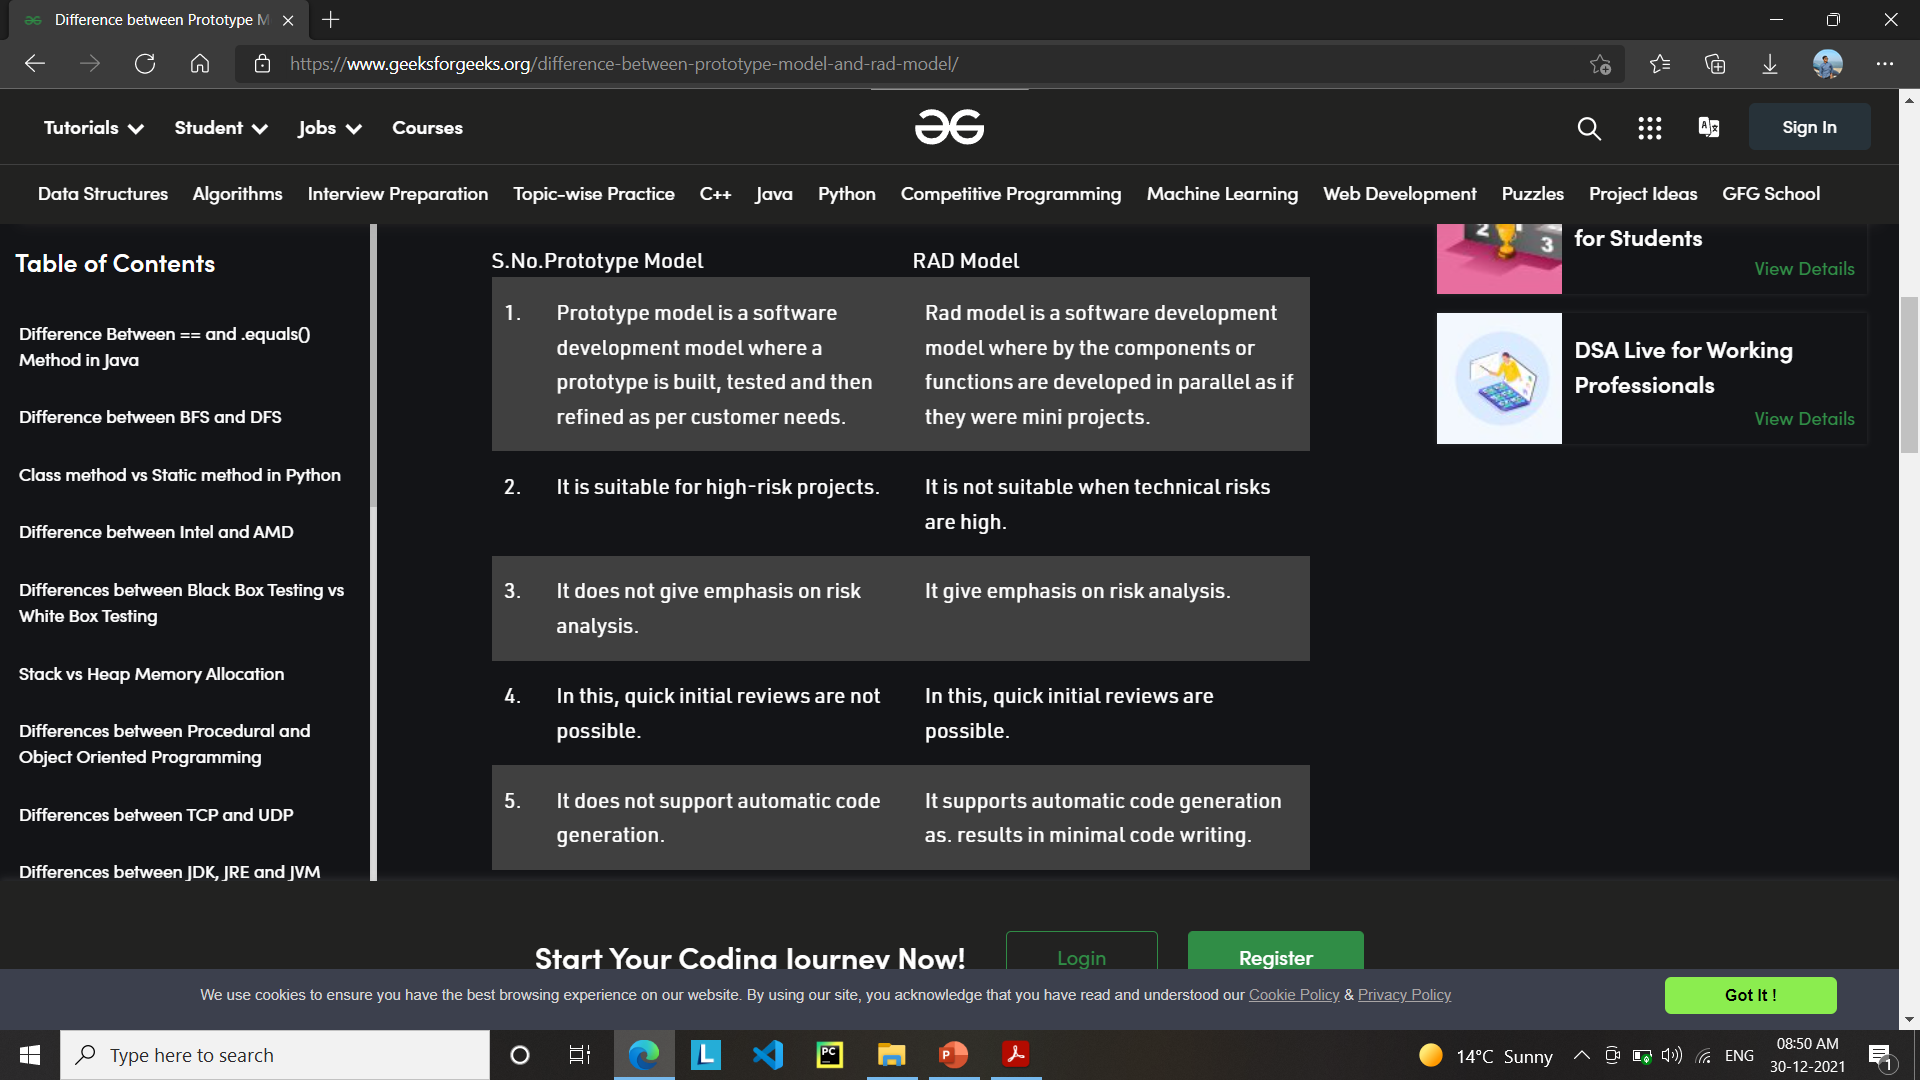 Difference between Prototype M
https://www.geeksforgeeks.org/difference-between-prototype-model-and-rad-model/
Tutorials Student Jobs Courses
Sign In
Data Structures Algorithms Interview Preparation Topic-wise Practice C++ Java Python Competitive Programming Machine Learning Web Development Puzzles Project Ideas GFG School
Table of Contents
Difference Between == and .equals()
Method in Java
Difference between BFS and DFS
Class method vs Static method in Python
Difference between Intel and AMD
Differences between Black Box Testing vs
White Box Testing
Stack vs Heap Memory Allocation
Differences between Procedural and
Object Oriented Programming
Differences between TCP and UDP
Differences between JDK, JRE and JVM
S.No.Prototype Model RAD Model
1. Prototype model is a software Rad model is a software development
development model where a model where by the components or
prototype is built, tested and then functions are developed in parallel as if
refined as per customer needs. they were mini projects.
2. It is suitable for high-risk projects. It is not suitable when technical risks
are high.
3. It does not give emphasis on risk It give emphasis on risk analysis.
analysis.
4. In this, quick initial reviews are not In this, quick initial reviews are
possible. possible.
5. It does not support automatic code It supports automatic code generation
generation. as. results in minimal code writing.
2 3
for Students
View Details
DSA Live for Working
Professionals
View Details
Start Your Coding Journey Now! Login Register
We use cookies to ensure you have the best browsing experience on our website. By using our site, you acknowledge that you have read and understood our Cookie Policy & Privacy Policy
Got It !
Type here to search
L
PC
P
14°C Sunny
ENG
08:50 AM
30-12-2021
1